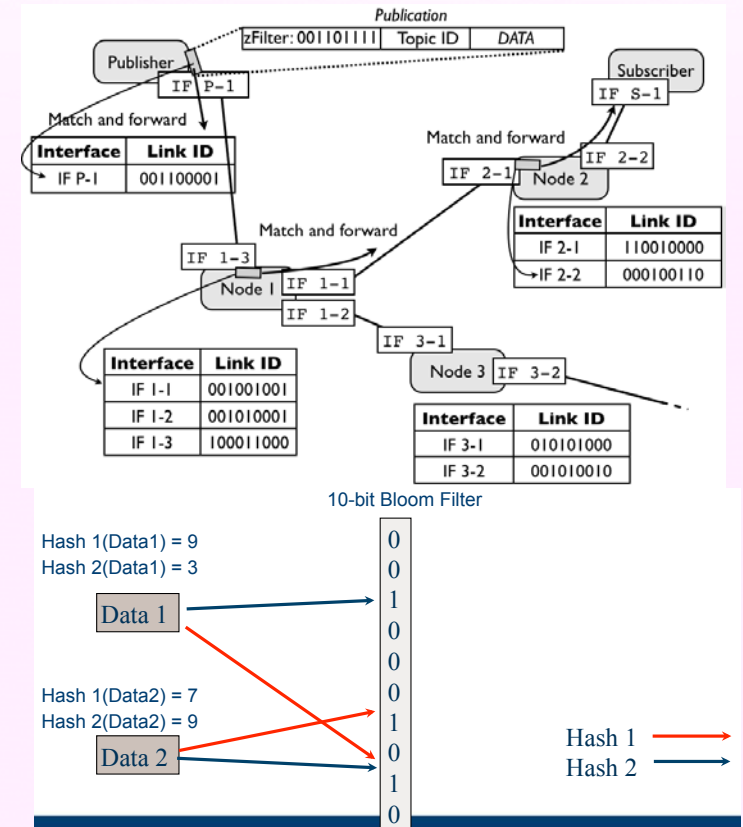 Publication
zFilter: 001101111 Topic ID DATA
Publisher
IF P-1
Subscriber
IF S-1
Match and forward
Interface Link ID
IF P-1 001100001
Match and forward
IF 2-1
Node 2
IF 2-2
Interface Link ID
IF 2-1 110010000
IF 2-2 000100110
Match and forward
IF 1-3
Node 1
IF 1-1
IF 1-2
IF 3-1
Node 3
IF 3-2
Interface Link ID
IF 1-1 001001001
IF 1-2 001010001
IF 1-3 100011000
Interface Link ID
IF 3-1 010101000
IF 3-2 001010010
10-bit Bloom Filter
Hash 1(Data1) = 9
Hash 2(Data1) = 3
Data 1
Hash 1(Data2) = 7
Hash 2(Data2) = 9
Data 2
0
0
1
0
0
0
1
0
1
0
Hash 1
Hash 2